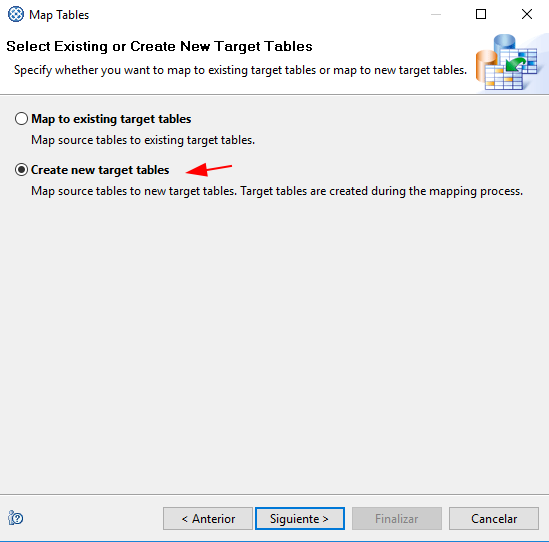 Map Tables
Select Existing or Create New Target Tables
Specify whether you want to map to existing target tables or map to new target tables.
Map to existing target tables
Map source tables to existing target tables.
Create new target tables
Map source tables to new target tables. Target tables are created during the mapping process.
< Anterior
Siguiente >
Finalizar
Cancelar